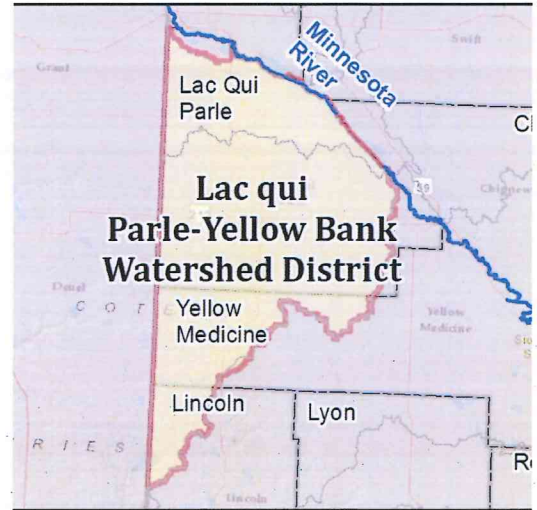 Swift
Grant
Minnesota
River
Lac Qui
Parle
59
Lac qui
Parle-Yellow Bank
Watershed District
Deuel
C O T E
Yellow
Medicine
Yellow
Medicine
Lincoln
Lyon
R I E S
Lincoln